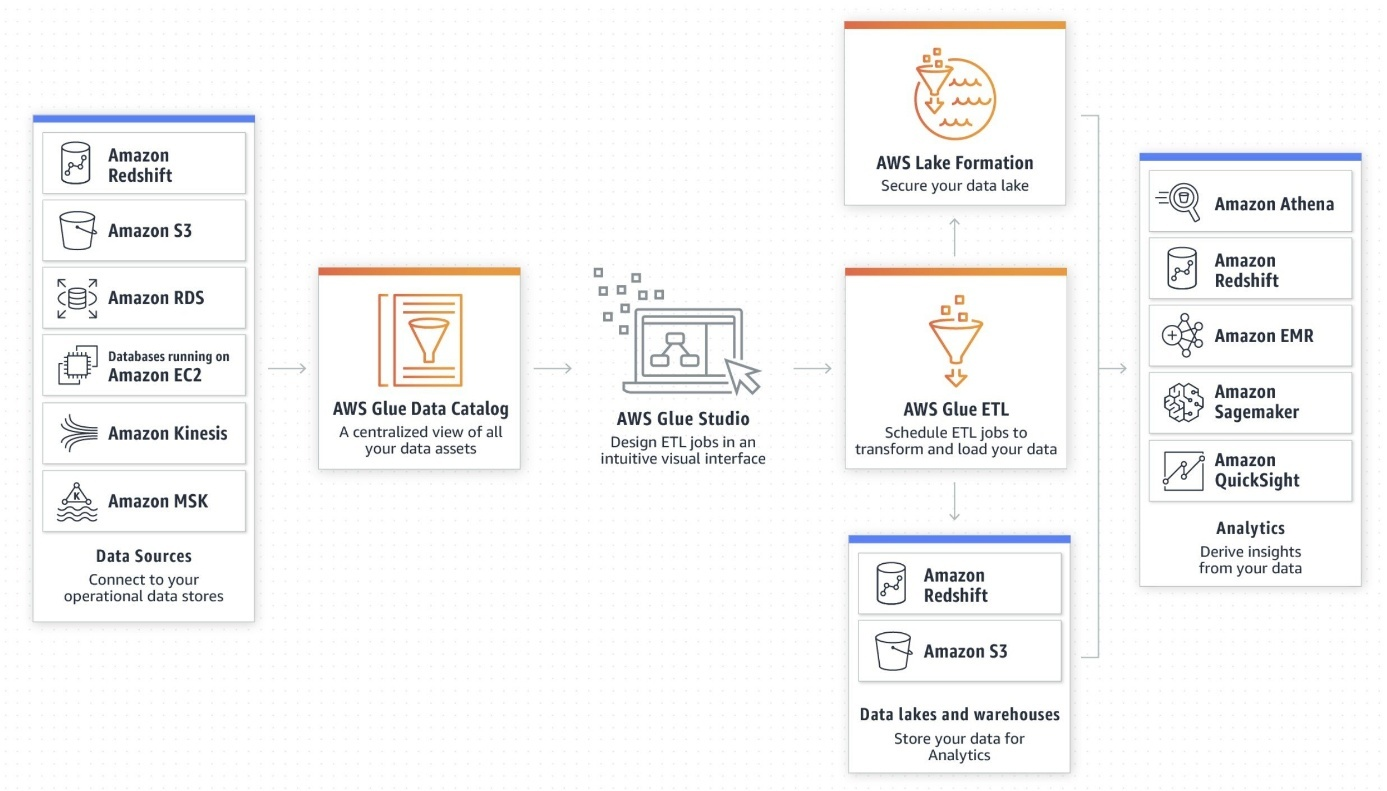 Amazon
Redshift
Amazon S3
Amazon RDS
Databases running on
Amazon EC2
Amazon Kinesis
K
Amazon MSK
Data Sources
Connect to your
operational data stores
AWS Glue Data Catalog
A centralized view of all
your data assets
AWS Glue Studio
Design ETL jobs in an
intuitive visual interface
AWS Lake Formation
Secure your data lake
AWS Glue ETL
Schedule ETL jobs to
transform and load your data
Amazon
Redshift
Amazon S3
Data lakes and warehouses
Store your data for
Analytics
Amazon Athena
Amazon
Redshift
Amazon EMR
Amazon
Sagemaker
Amazon
QuickSight
Analytics
Derive insights
from your data